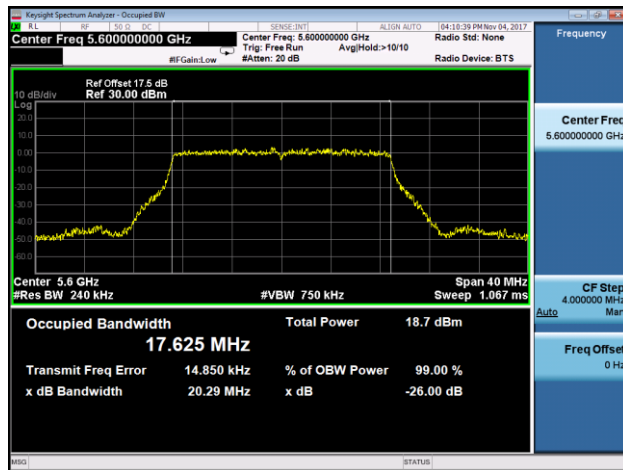 Keysight Spectrum Analyzer - Occupied BW
RL RF 50 Ω DC SENSE:INT ALIGN AUTO 04:10:39 PM Nov 04, 2017
Center Freq 5.600000000 GHz
Center Freq: 5.600000000 GHz
Radio Std: None
Trig: Free Run Avg|Hold:>10/10
#IFGain:Low #Atten: 20 dB Radio Device: BTS
Ref Offset 17.5 dB
10 dB/div Ref 30.00 dBm
Log
20.0
10.0
0.00
-10.0
-20.0
-30.0
-40.0
-50.0
-60.0
Center 5.6 GHz Span 40 MHz
#Res BW 240 kHz #VBW 750 kHz Sweep 1.067 ms
Occupied Bandwidth Total Power 18.7 dBm
17.625 MHz
Transmit Freq Error 14.850 kHz % of OBW Power 99.00 %
x dB Bandwidth 20.29 MHz x dB -26.00 dB
Frequency
Center Freq
5.600000000 GHz
CF Step
4.000000 MHz
Auto Man
Freq Offset
0 Hz
MSG STATUS